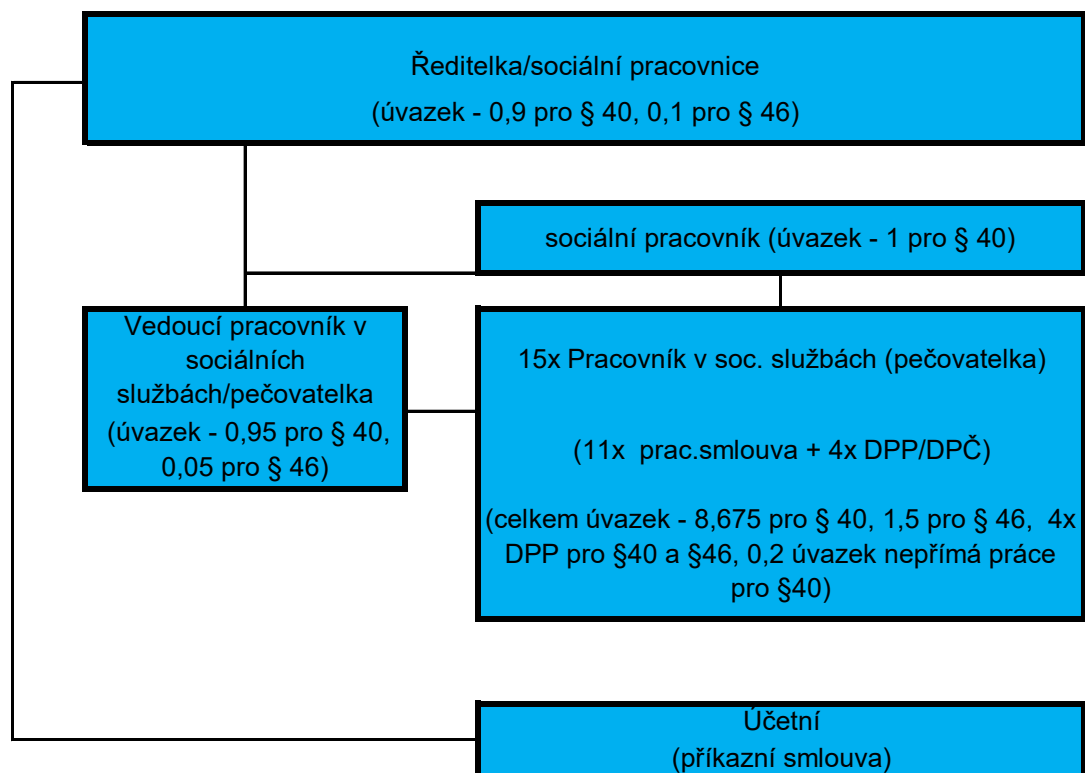 Ředitelka/sociální pracovnice
(úvazek - 0,9 pro § 40, 0,1 pro § 46)
sociální pracovník (úvazek - 1 pro § 40)
Vedoucí pracovník v
sociálních
službách/pečovatelka
(úvazek - 0,95 pro § 40,
0,05 pro § 46)
15x Pracovník v soc. službách (pečovatelka)
(11x prac.smlouva + 4x DPP/DPČ)
(celkem úvazek - 8,675 pro § 40, 1,5 pro § 46, 4x
DPP pro §40 a §46, 0,2 úvazek nepřímá práce
pro §40)
Účetní
(příkazní smlouva)